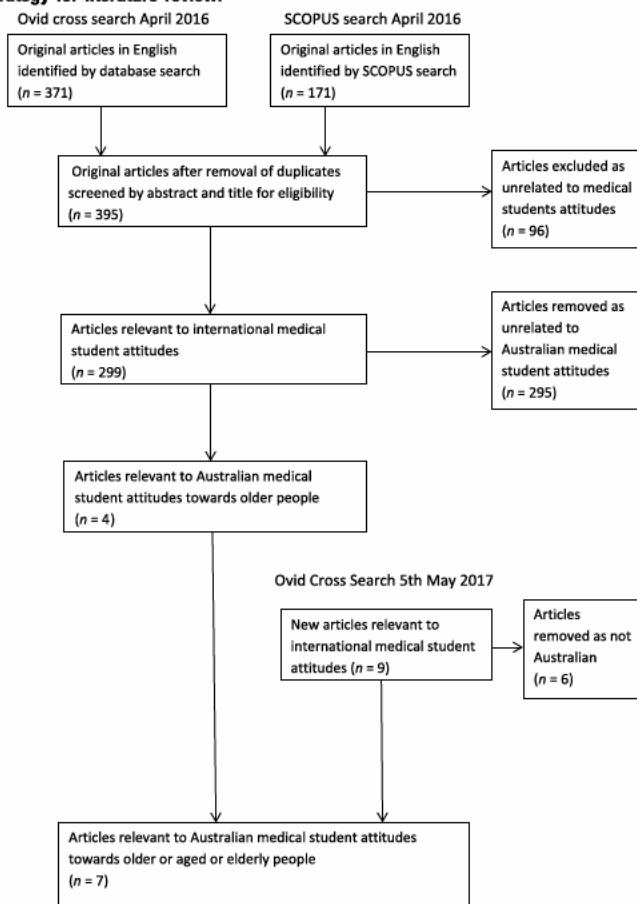 strategy for literature review.
Ovid cross search April 2016
SCOPUS search April 2016
Original articles in English
identified by database search
(n = 371)
Original articles in English
identified by SCOPUS search
(n = 171)
Original articles after removal of duplicates
screened by abstract and title for eligibility
(n = 395)
Articles excluded as
unrelated to medical
students attitudes
(n = 96)
Articles relevant to international medical
student attitudes
(n = 299)
Articles removed as
unrelated to
Australian medical
student attitudes
(n = 295)
Articles relevant to Australian medical
student attitudes towards older people
(n = 4)
Ovid Cross Search 5th May 2017
New articles relevant to
international medical student
attitudes (n = 9)
Articles
removed as not
Australian
(n = 6)
Articles relevant to Australian medical student attitudes
towards older or aged or elderly people
(n = 7)